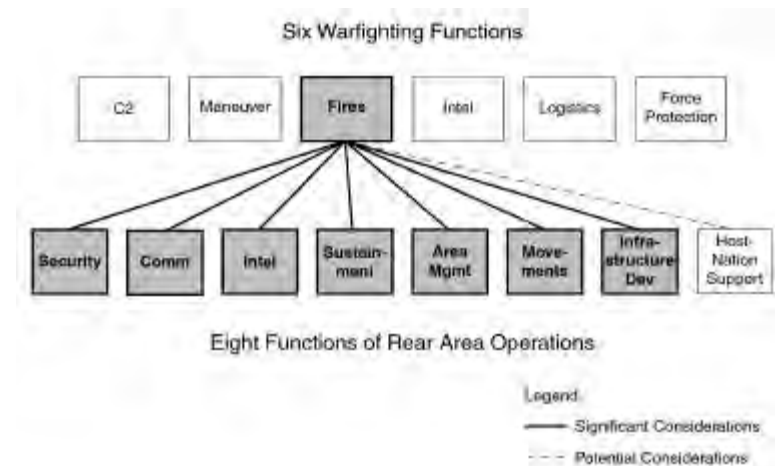 Six Warfighting Functions
C2 Maneuver Fires Intel Logistics Force
Protection
Security Comm Intel Sustain-
ment Area
Mgmt Move-
ments Infra-
structure
Dev Host-
Nation
Support
Eight Functions of Rear Area Operations
Legend
Significant Considerations
Potential Considerations